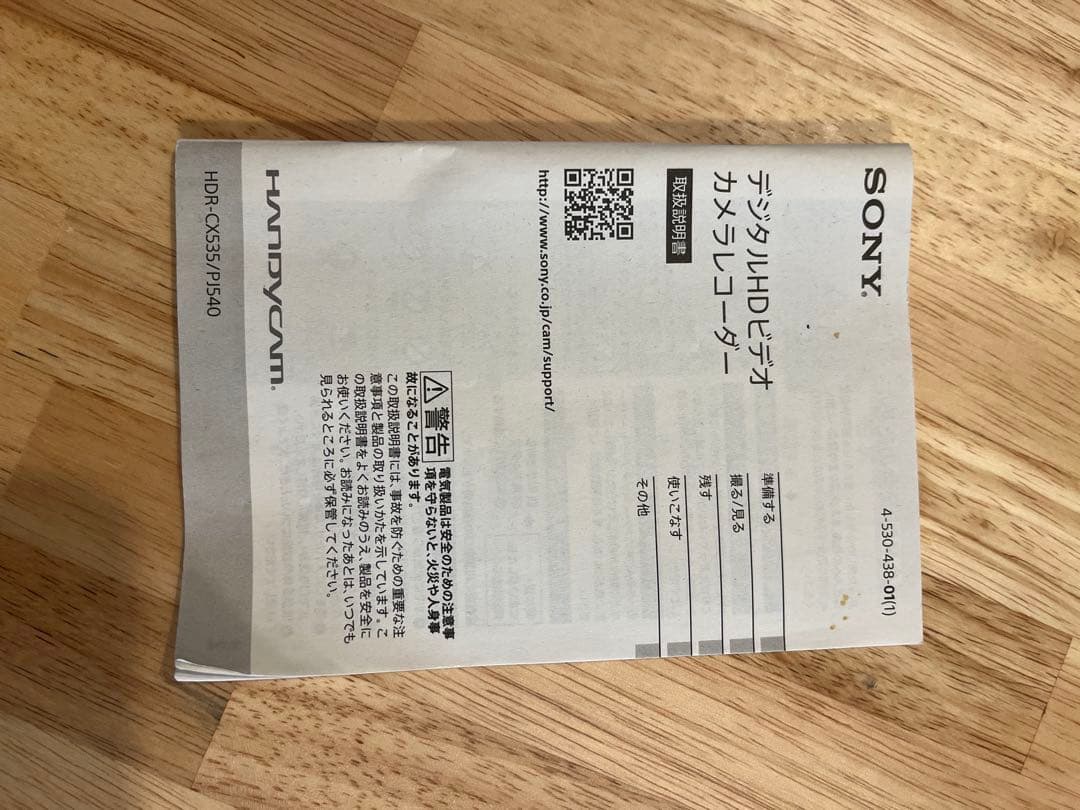 4-530-438-01(1)
SONY®
デジタルHDビデオ
カメラレコーダー
取扱説明書
準備する
撮る/見る
残す
使いこなす
その他
http://www.sony.co.jp/cam/support/
警告
電気製品は安全のための注意事
項を守らないと、火災や人身事
故になることがあります。
この取扱説明書には、事故を防ぐための重要な注
意事項と製品の取り扱いかたを示しています。こ
の取扱説明書をよくお読みのうえ、製品を安全に
お使いください。お読みになったあとは、いつでも
見られるところに必ず保管してください。
HANDYCAM®
HDR-CX535/PJ540